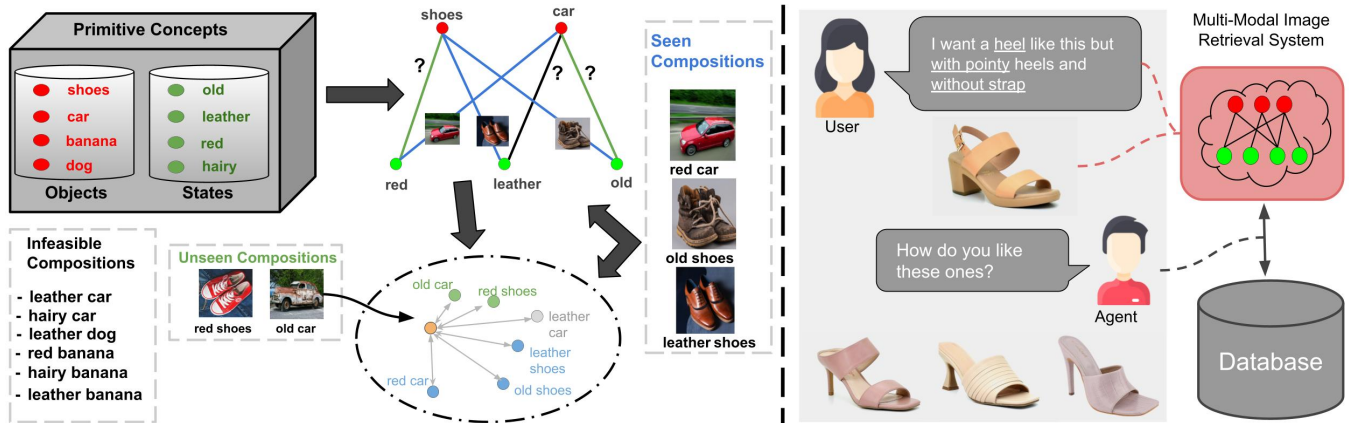 Primitive Concepts
shoes
car
banana
dog
Objects
old
leather
red
hairy
States
shoes
car
?
?
?
red
leather
old
Seen
Compositions
red car
old shoes
leather shoes
Infeasible
Compositions
- leather car
- hairy car
- leather dog
- red banana
- hairy banana
- leather banana
Unseen Compositions
red shoes
old car
old car
red shoes
leather
car
leather
shoes
old shoes
red car
I want a heel like this but
with pointy heels and
without strap
User
How do you like
these ones?
Agent
Multi-Modal Image
Retrieval System
Database